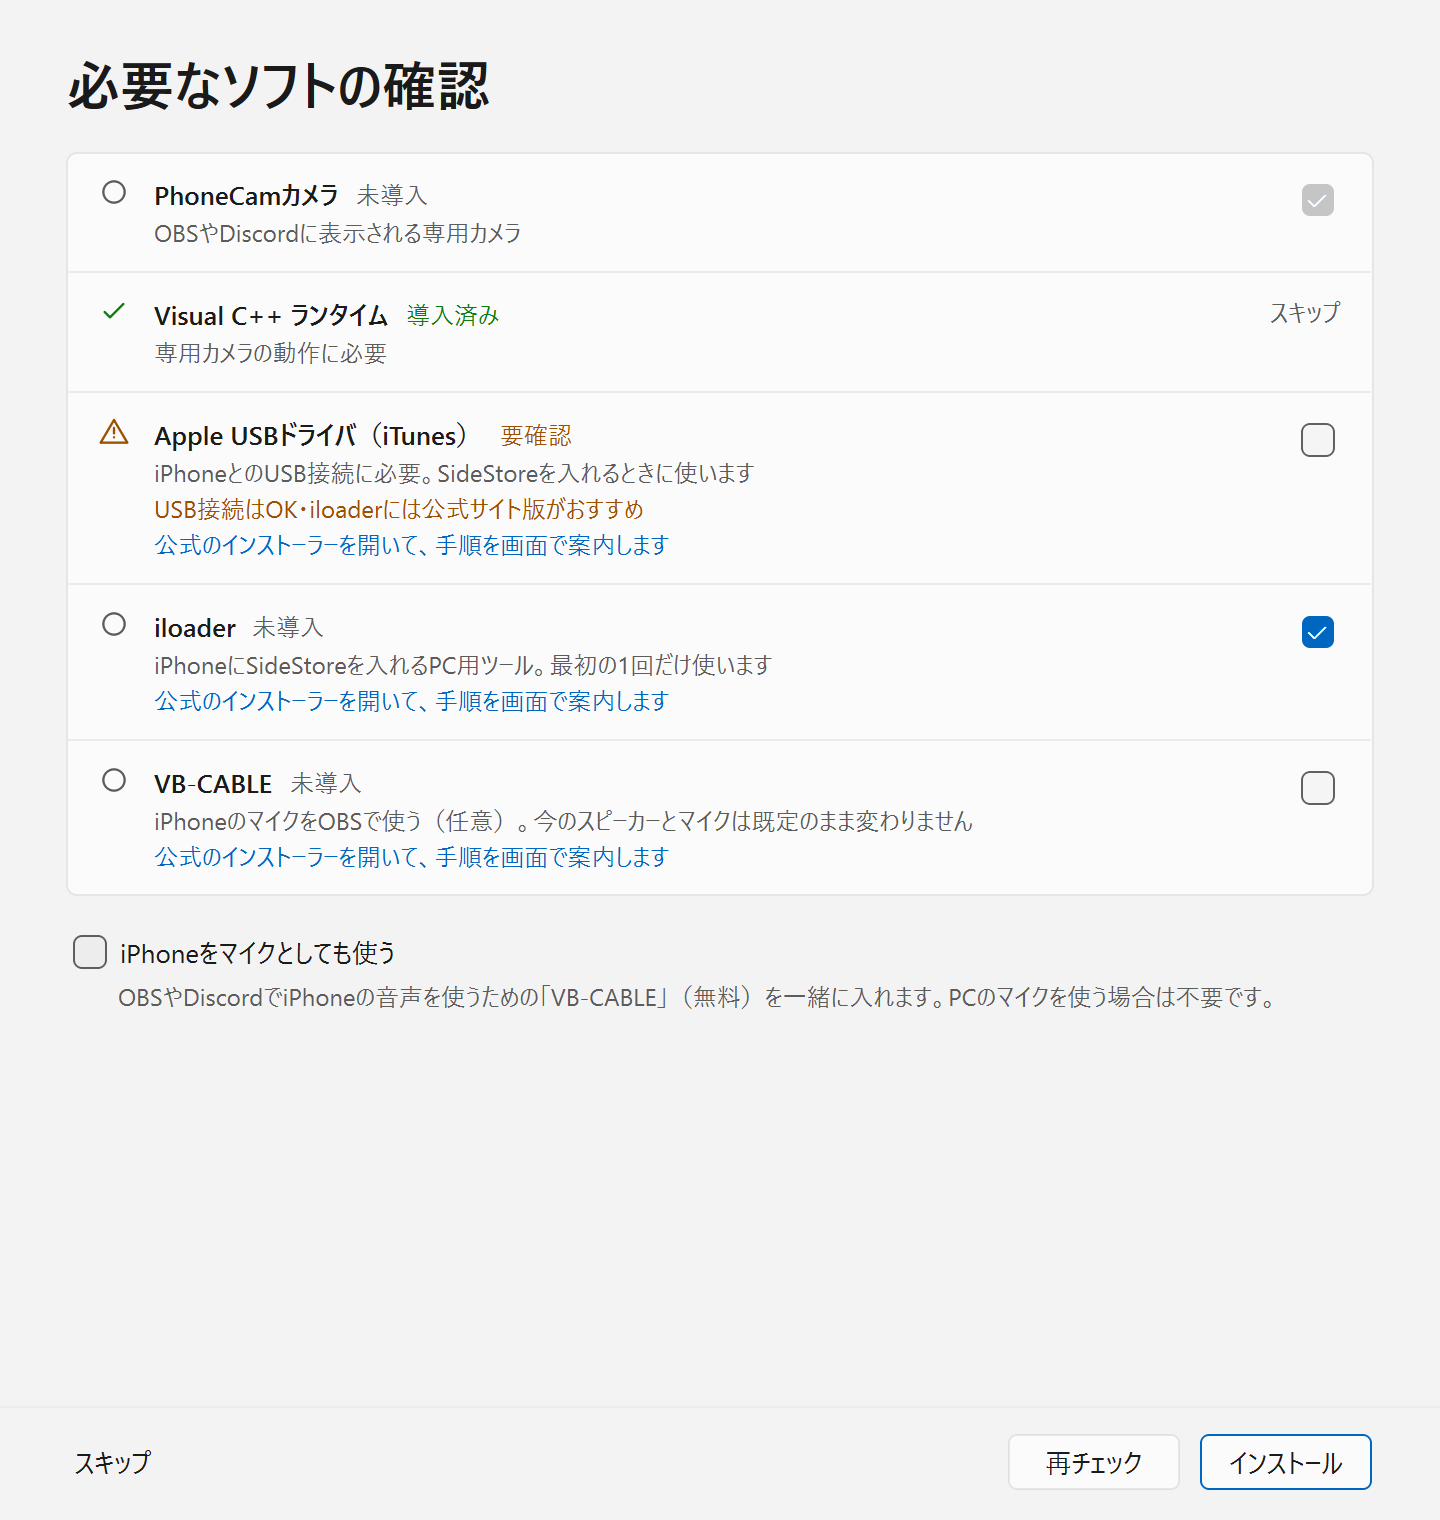 必要なソフトの確認
PhoneCamカメラ 未導入
OBSやDiscordに表示される専用カメラ
Visual C++ ランタイム 導入済み
スキップ
専用カメラの動作に必要
Apple USBドライバ（iTunes） 要確認
iPhoneとのUSB接続に必要。SideStoreを入れるときに使います
USB接続はOK・iloaderには公式サイト版がおすすめ
公式のインストーラーを開いて、手順を画面で案内します
iloader 未導入
iPhoneにSideStoreを入れるPC用ツール。最初の1回だけ使います
公式のインストーラーを開いて、手順を画面で案内します
VB-CABLE 未導入
iPhoneのマイクをOBSで使う（任意）。今のスピーカーとマイクは既定のまま変わりません
公式のインストーラーを開いて、手順を画面で案内します
iPhoneをマイクとしても使う
OBSやDiscordでiPhoneの音声を使うための「VB-CABLE」（無料）を一緒に入れます。PCのマイクを使う場合は不要です。
スキップ
再チェック
インストール